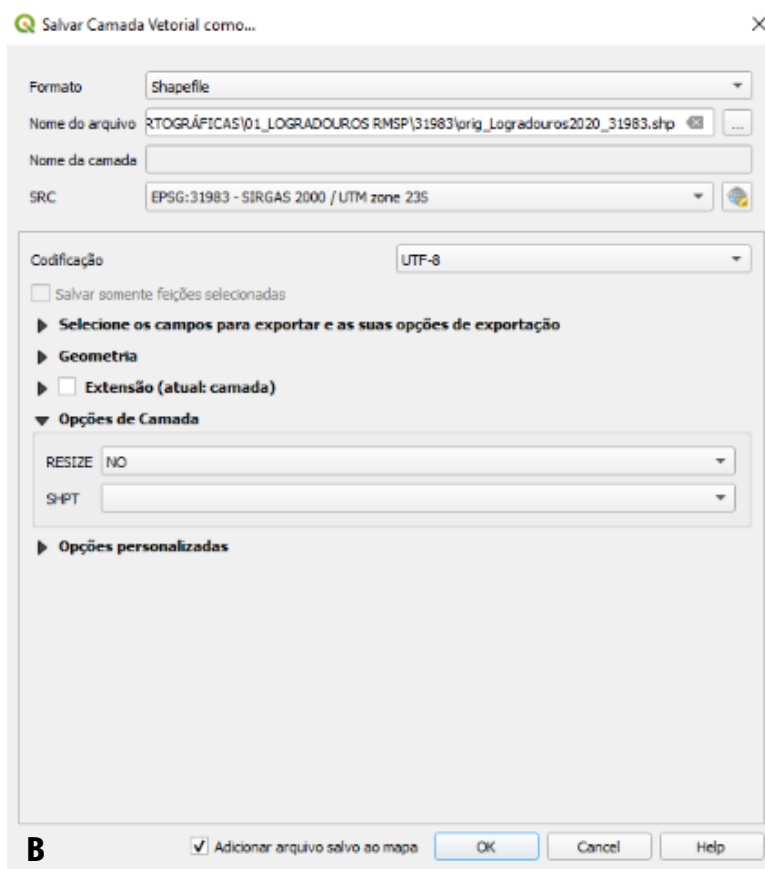 Salvar Camada Vetorial como...
Formato Shapefile
Nome do arquivo RTOGRÁFICAS\01_LOGRADOUROS RMSP\31983\prig_Logradouros2020_31983.shp ...
Nome da camada
SRC EPSG:31983 - SIRGAS 2000 / UTM zone 23S
Codificação UTF-8
Salvar somente feições selecionadas
Selecione os campos para exportar e as suas opções de exportação
Geometria
Extensão (atual: camada)
Opções de Camada
RESIZE NO
SHPT
Opções personalizadas
B Adicionar arquivo salvo ao mapa OK Cancel Help